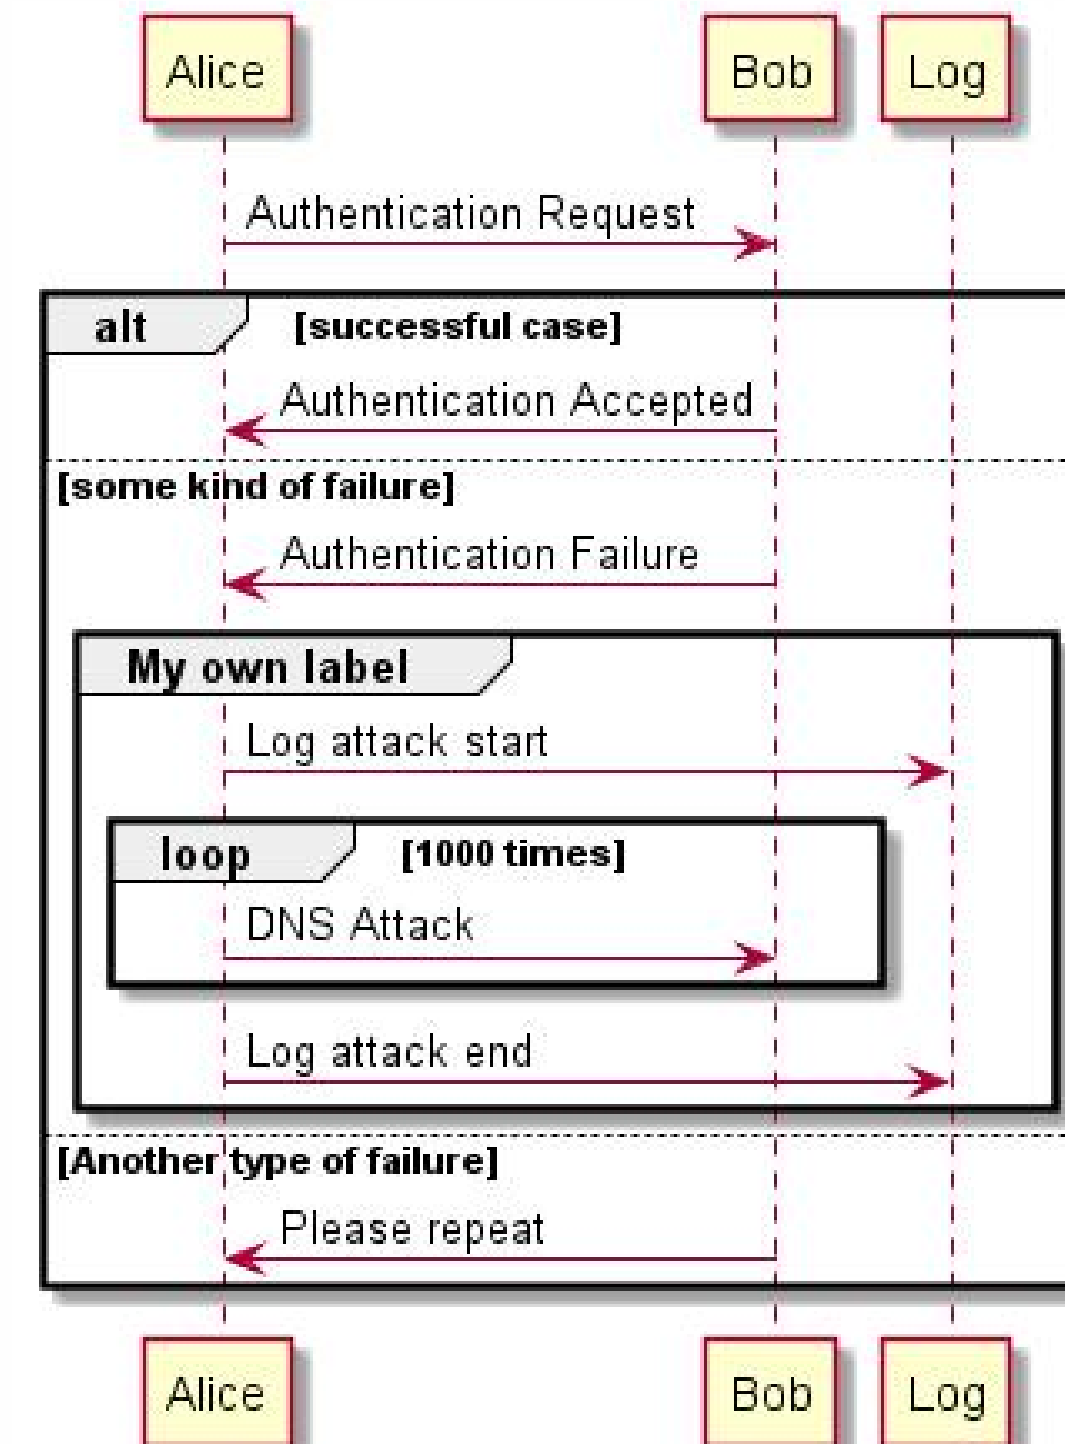 Alice Bob Log
Authentication Request
alt [successful case]
Authentication Accepted
[some kind of failure]
Authentication Failure
My own label
Log attack start
loop [1000 times]
DNS Attack
Log attack end
[Another type of failure]
Please repeat
Alice Bob Log